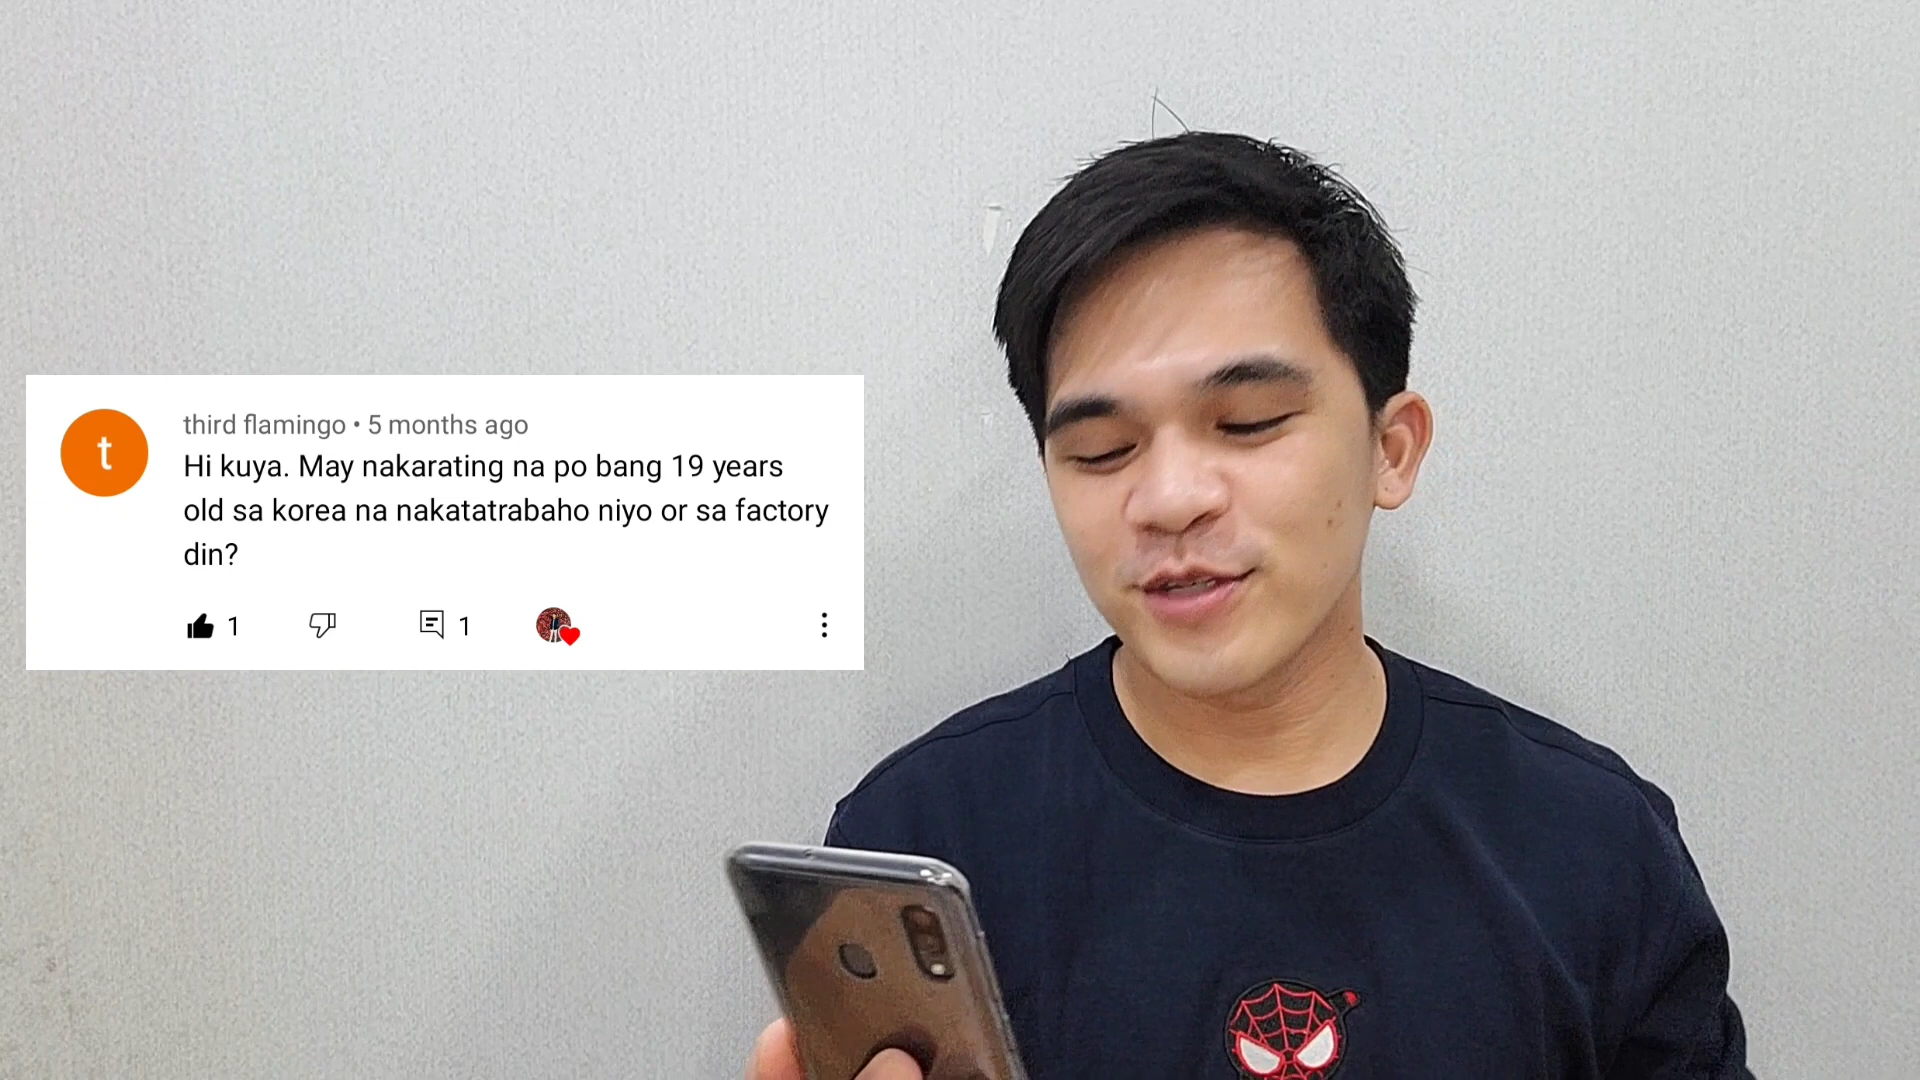 t
third flamingo • 5 months ago
Hi kuya. May nakarating na po bang 19 years
old sa korea na nakatatrabaho niyo or sa factory
din?
1
1